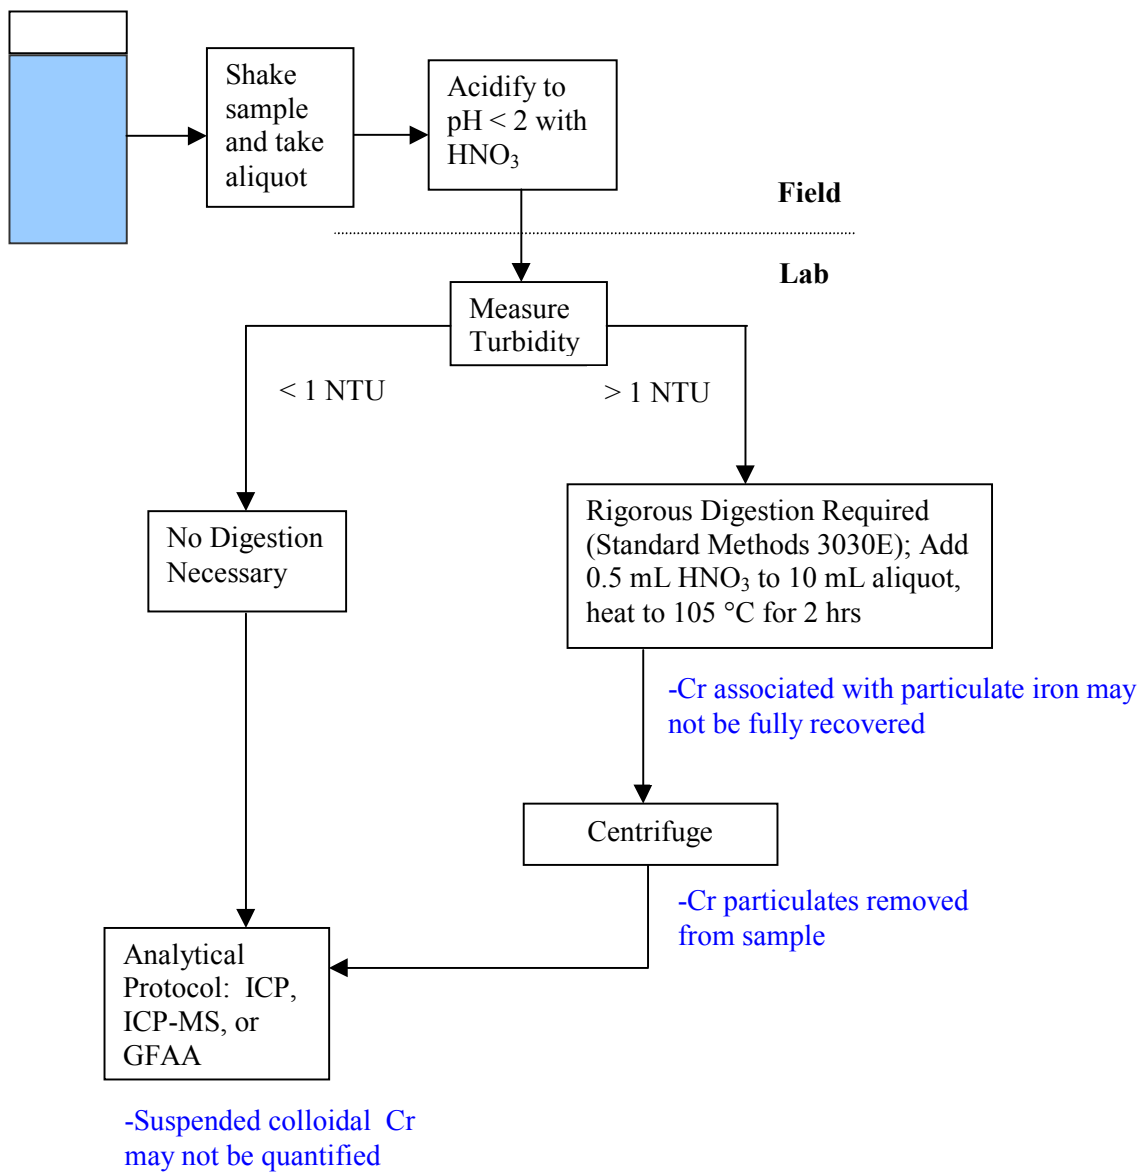 Shake
sample
and take
aliquot
Acidify to
pH < 2 with
HNO₃
Field
Lab
Measure
Turbidity
< 1 NTU
> 1 NTU
No Digestion
Necessary
Rigorous Digestion Required
(Standard Methods 3030E); Add
0.5 mL HNO₃ to 10 mL aliquot,
heat to 105 °C for 2 hrs
-Cr associated with particulate iron may
not be fully recovered
Centrifuge
-Cr particulates removed
from sample
Analytical
Protocol:  ICP,
ICP-MS, or
GFAA
-Suspended colloidal  Cr
may not be quantified